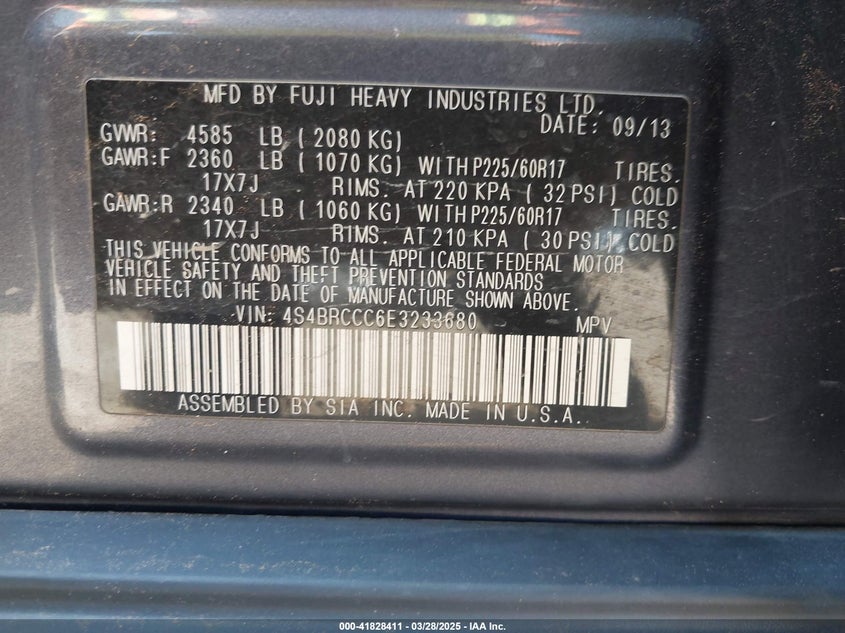 MFD BY FUJI HEAVY INDUSTRIES LTD.
DATE: 09/13
GVWR: 4585 LB ( 2080 KG)
GAWR:F 2360 LB ( 1070 KG) WITH P225/60R17 TIRES.
17X7J RIMS. AT 220 KPA ( 32 PSI) COLD
GAWR:R 2340 LB ( 1060 KG) WITH P225/60R17 TIRES.
17X7J RIMS. AT 210 KPA ( 30 PSI) COLD
THIS VEHICLE CONFORMS TO ALL APPLICABLE FEDERAL MOTOR
VEHICLE SAFETY AND THEFT PREVENTION STANDARDS
IN EFFECT ON THE DATE OF MANUFACTURE SHOWN ABOVE.
VIN: 4S4BRCCC6E3233680 MPV
ASSEMBLED BY SIA INC. MADE IN U.S.A.
000-41828411 — 03/28/2025 — IAA Inc.